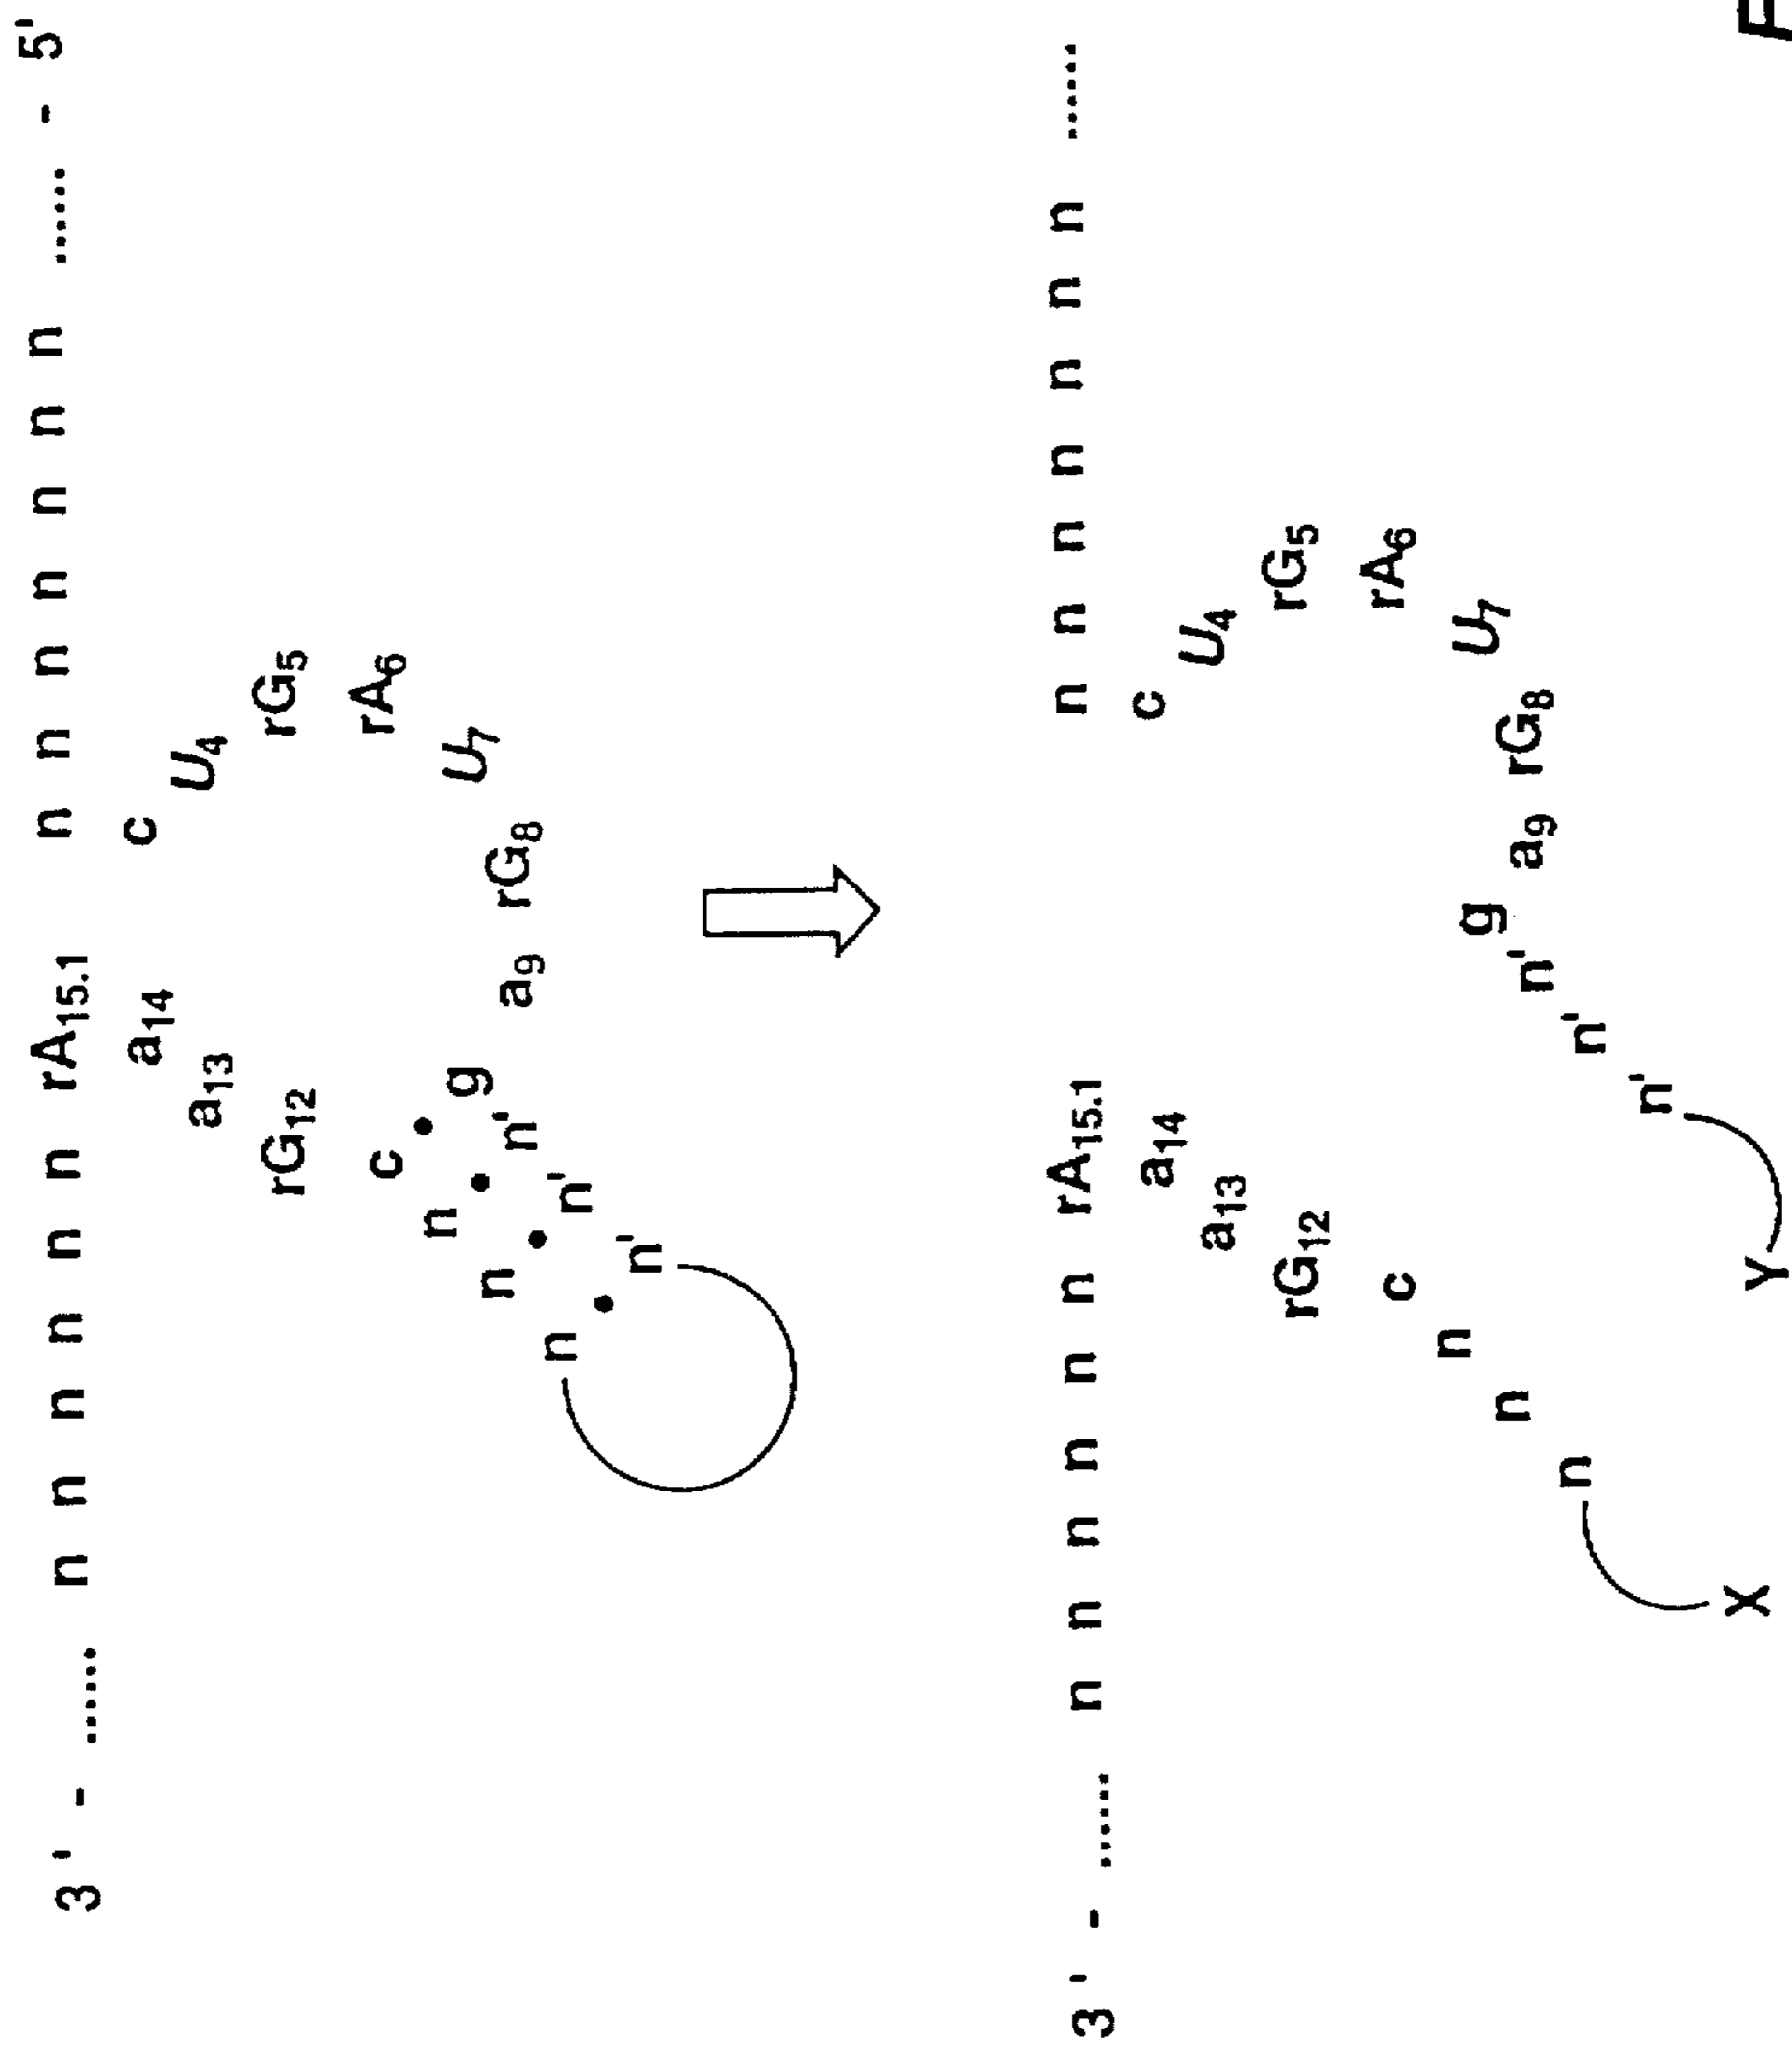 3' - ...... n n n n n n rA15.1 n n n n n n n ...... - 5'
a14 c
a13 U4
rG12 rG5
c rA6
n g U7
n n' a9 rG8
n n'
n'
3' - ...... n n n n n n rA15.1 n n n n n n n ......
a14 c
a13 U4
rG12 rG5
c rA6
n g U7
n n' a9 rG8
n n'
n'
X Y